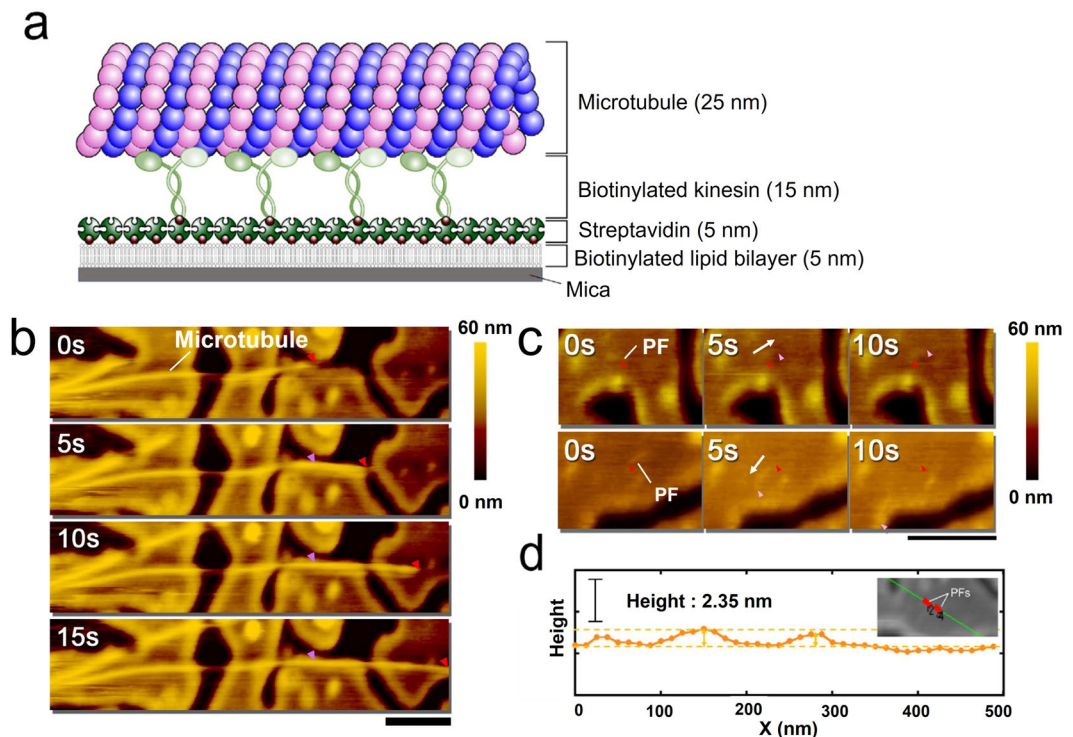 a
Microtubule (25 nm)
Biotinylated kinesin (15 nm)
Streptavidin (5 nm)
Biotinylated lipid bilayer (5 nm)
Mica
b
0s
Microtubule
5s
10s
15s
60 nm
0 nm
c
0s
PF
5s
10s
0s
PF
5s
10s
60 nm
0 nm
d
Height : 2.35 nm
PFs
Height
0
100
200
300
400
500
X (nm)